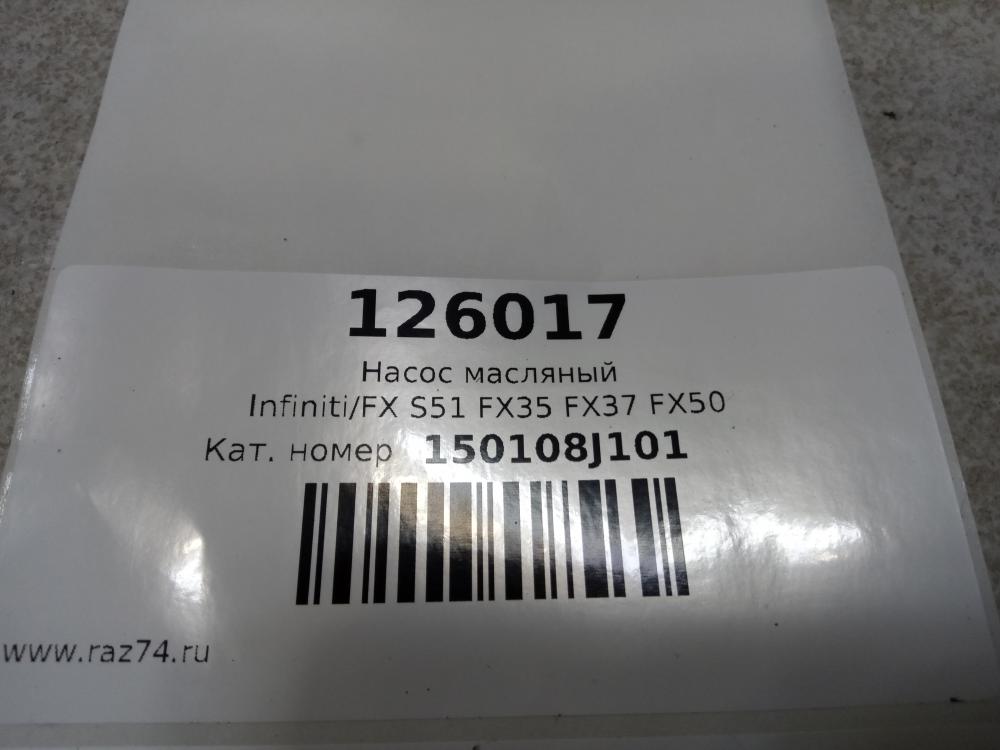 126017
Насос масляный
Infiniti/FX S51 FX35 FX37 FX50
Кат. номер 150108J101
www.raz74.ru